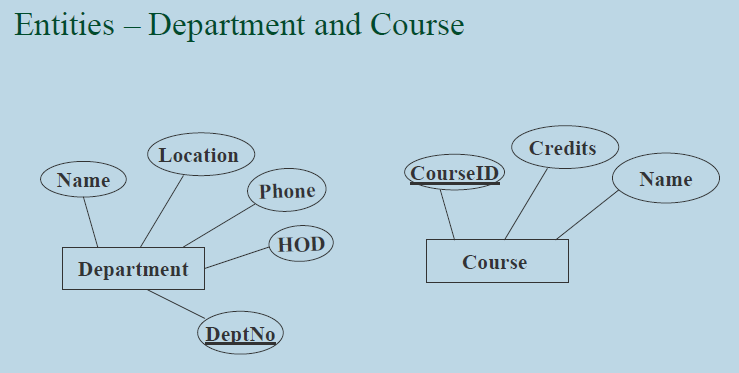 Entities – Department and Course
Name
Location
Phone
HOD
Department
DeptNo
CourseID
Credits
Name
Course